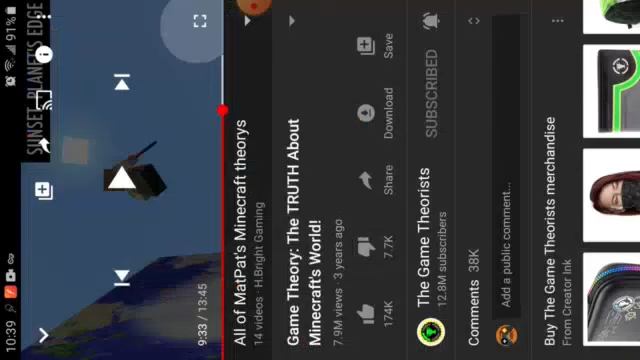 10:39
91%
SUNSET PLANETS EDGE
9:33 / 13:45
All of MatPat's Minecraft theorys
14 videos · H.Bright Gaming
Game Theory: The TRUTH About
Minecraft's World!
7.9M views · 3 years ago
174K
7.7K
Share
Download
Save
The Game Theorists
12.8M subscribers
SUBSCRIBED
Comments 38K
Add a public comment...
Buy The Game Theorists merchandise
From Creator Ink